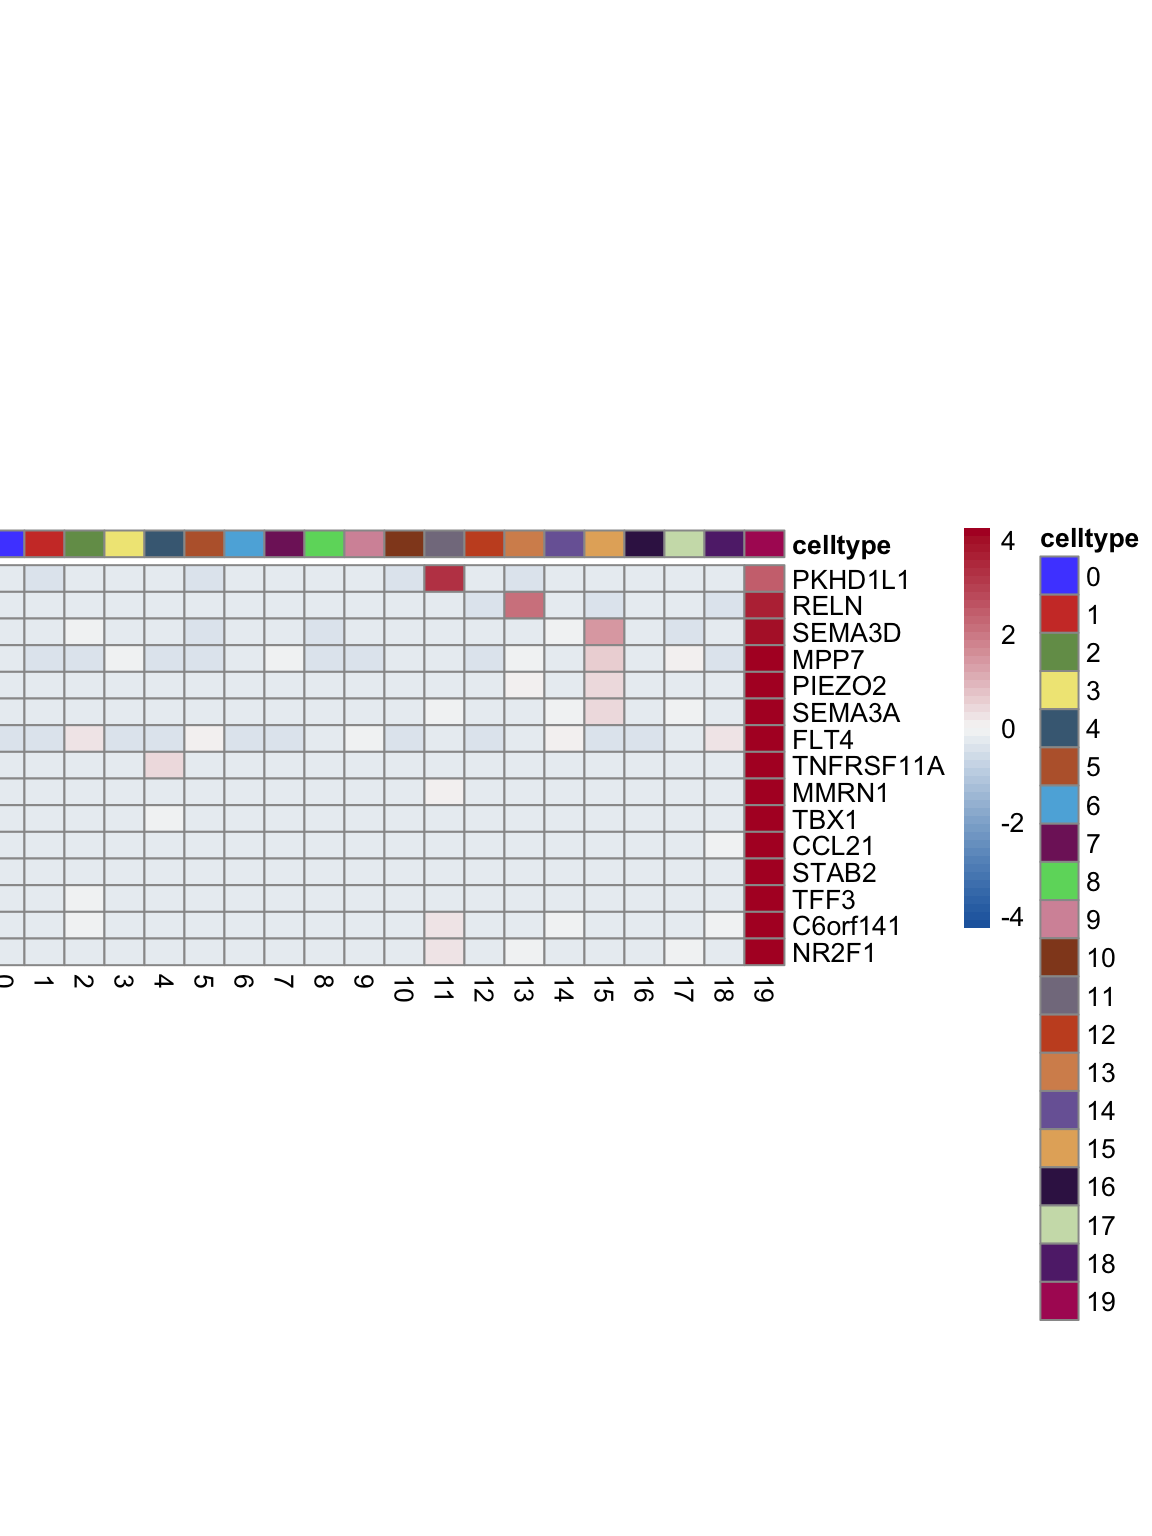 celltype
PKHD1L1
RELN
SEMA3D
MPP7
PIEZO2
SEMA3A
FLT4
TNFRSF11A
MMRN1
TBX1
CCL21
STAB2
TFF3
C6orf141
NR2F1
0 1 2 3 4 5 6 7 8 9 10 11 12 13 14 15 16 17 18 19
4
2
0
-2
-4
celltype
0
1
2
3
4
5
6
7
8
9
10
11
12
13
14
15
16
17
18
19